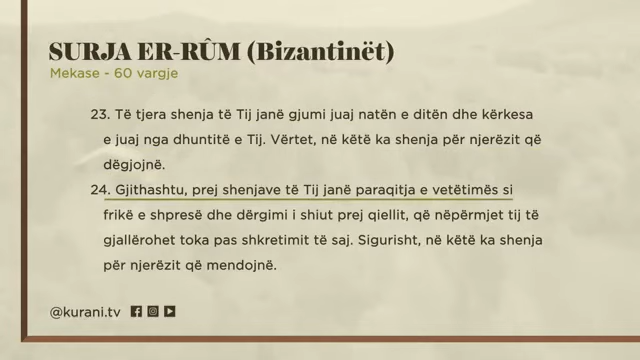 SURJA ER-RÛM (Bizantinët)
Mekase - 60 vargje
23. Të tjera shenja të Tij janë gjumi juaj natën e ditën dhe kërkesa
e juaj nga dhuntitë e Tij. Vërtet, në këtë ka shenja për njerëzit që
dëgjojnë.
24. Gjithashtu, prej shenjave të Tij janë paraqitja e vetëtimës si
frikë e shpresë dhe dërgimi i shiut prej qiellit, që nëpërmjet tij të
gjallërohet toka pas shkretimit të saj. Sigurisht, në këtë ka shenja
për njerëzit që mendojnë.
@kurani.tv